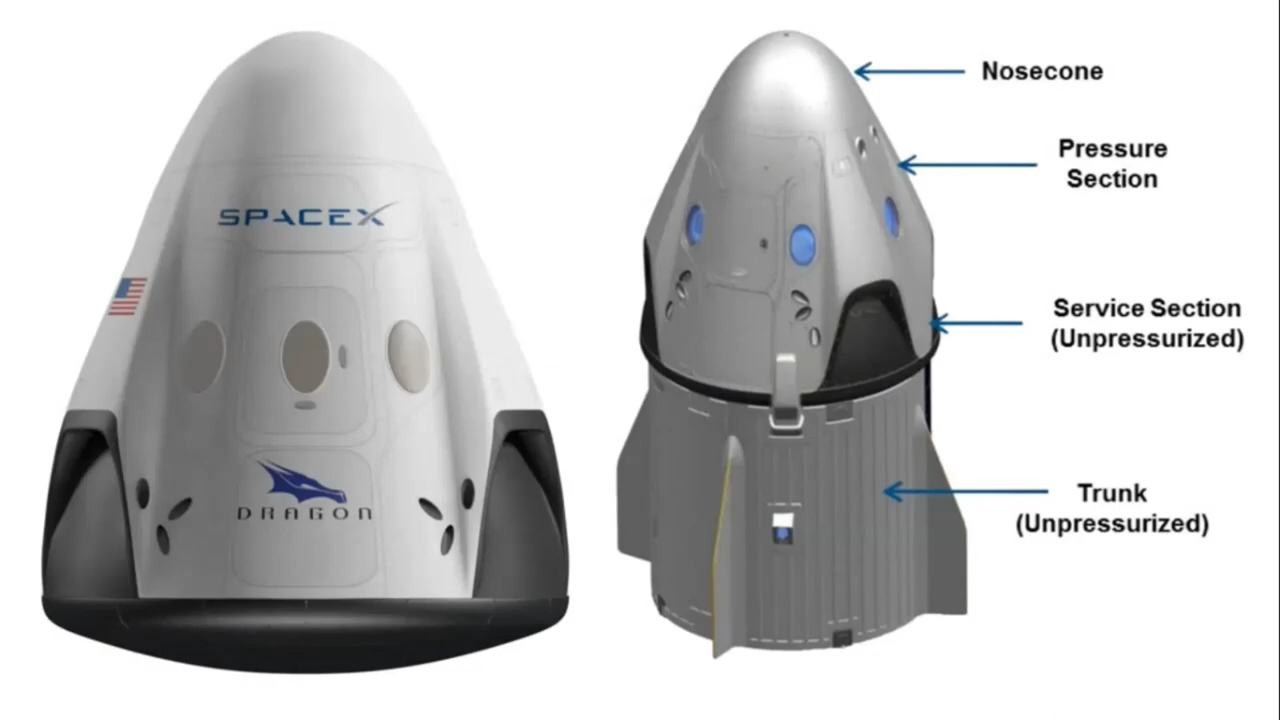 SPACEX
DRAGON
Nosecone
Pressure
Section
Service Section
(Unpressurized)
Trunk
(Unpressurized)